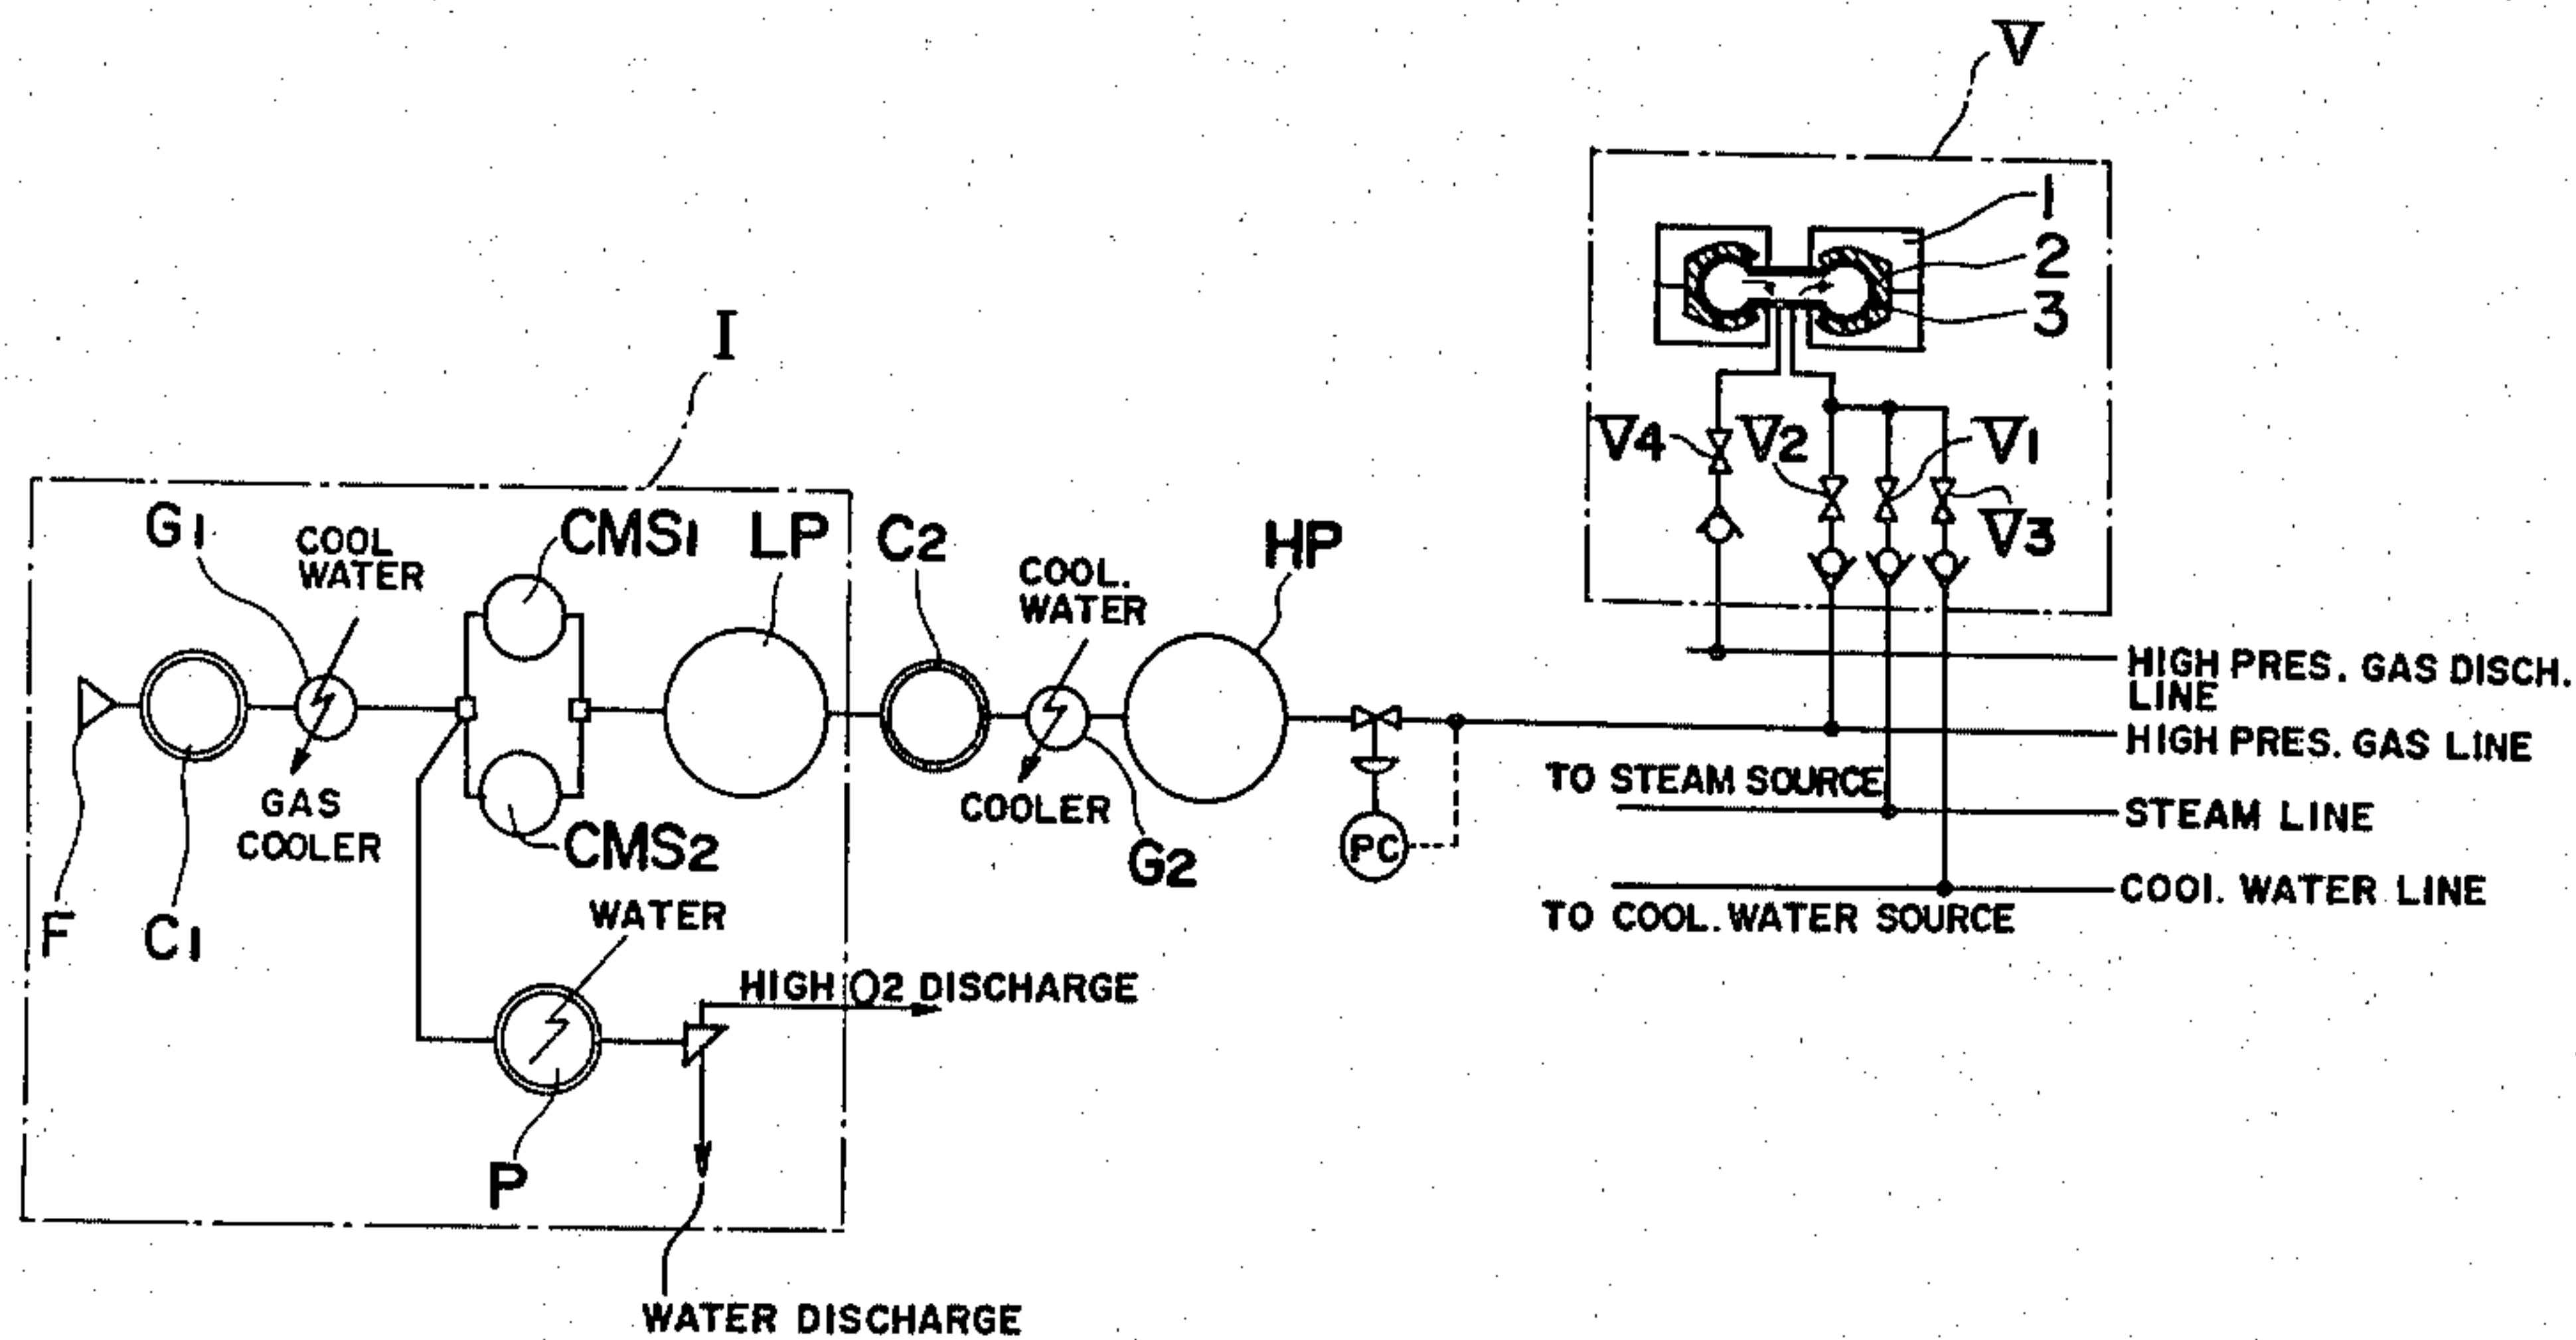 V
1
2
3
I
V4
V2
V1
V3
G1
COOL
WATER
CMS1
LP
C2
COOL.
WATER
HP
GAS
COOLER
CMS2
COOLER
G2
PC
HIGH PRES. GAS DISCH.
LINE
HIGH PRES. GAS LINE
TO STEAM SOURCE
STEAM LINE
COOl. WATER LINE
TO COOL. WATER SOURCE
F
C1
WATER
HIGH O2 DISCHARGE
P
WATER DISCHARGE